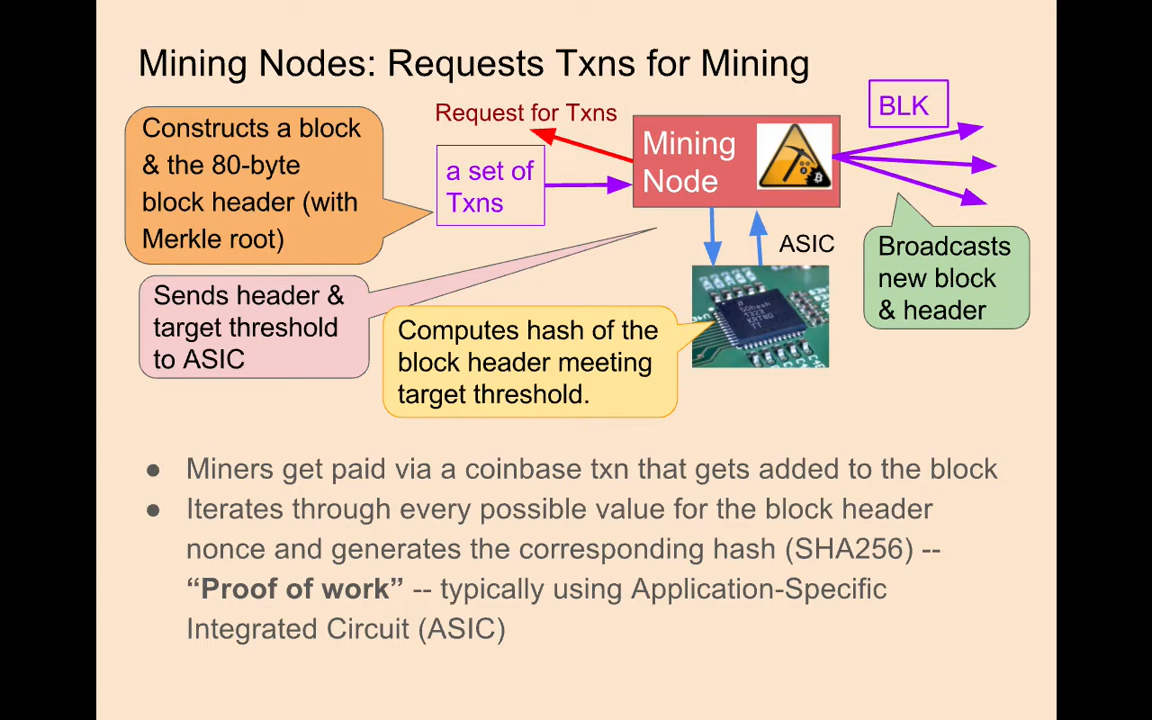 Mining Nodes: Requests Txns for Mining
Constructs a block
& the 80-byte
block header (with
Merkle root)
Request for Txns
a set of
Txns
Mining
Node
BLK
ASIC
Broadcasts
new block
& header
Sends header &
target threshold
to ASIC
Computes hash of the
block header meeting
target threshold.
● Miners get paid via a coinbase txn that gets added to the block
● Iterates through every possible value for the block header
nonce and generates the corresponding hash (SHA256) --
“Proof of work” -- typically using Application-Specific
Integrated Circuit (ASIC)